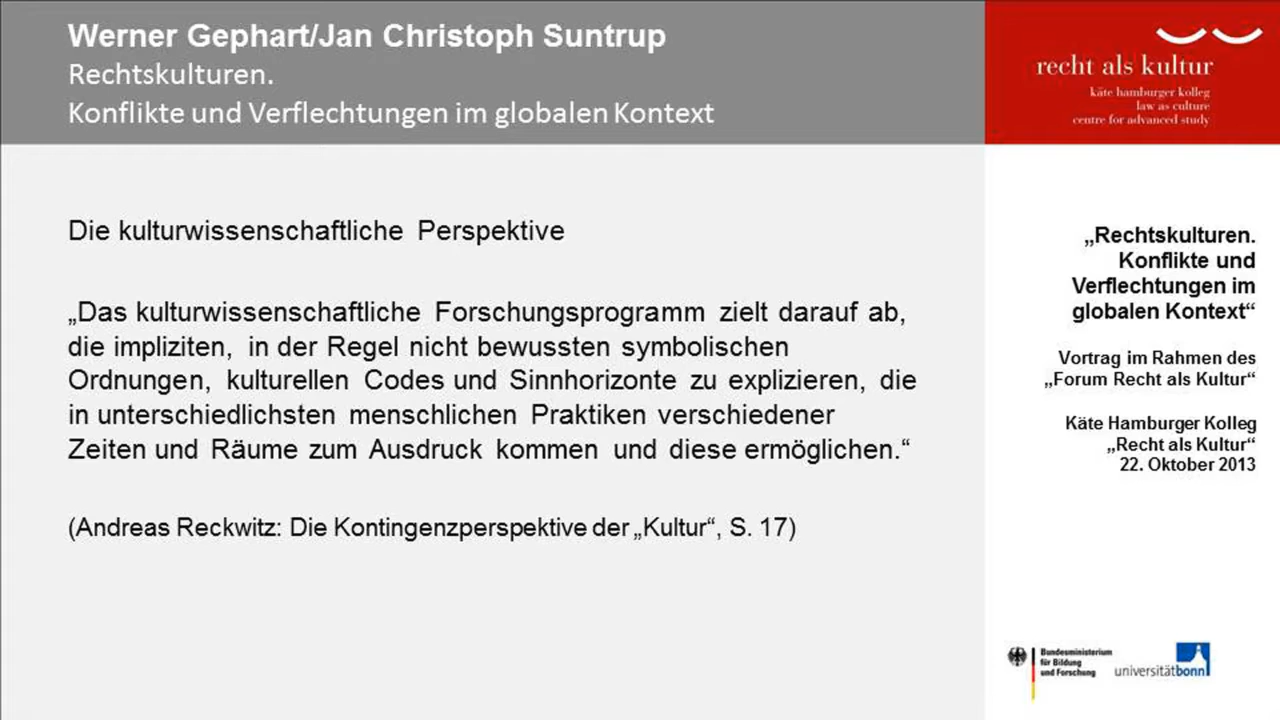 Werner Gephart/Jan Christoph Suntrup
Rechtskulturen.
Konflikte und Verflechtungen im globalen Kontext
recht als kultur
käte hamburger kolleg
law as culture
centre for advanced study
Die kulturwissenschaftliche Perspektive
„Das kulturwissenschaftliche Forschungsprogramm zielt darauf ab,
die impliziten, in der Regel nicht bewussten symbolischen
Ordnungen, kulturellen Codes und Sinnhorizonte zu explizieren, die
in unterschiedlichsten menschlichen Praktiken verschiedener
Zeiten und Räume zum Ausdruck kommen und diese ermöglichen.“
(Andreas Reckwitz: Die Kontingenzperspektive der „Kultur“, S. 17)
„Rechtskulturen.
Konflikte und
Verflechtungen im
globalen Kontext“
Vortrag im Rahmen des
„Forum Recht als Kultur“
Käte Hamburger Kolleg
„Recht als Kultur“
22. Oktober 2013
Bundesministerium
für Bildung
und Forschung
universitätbonn